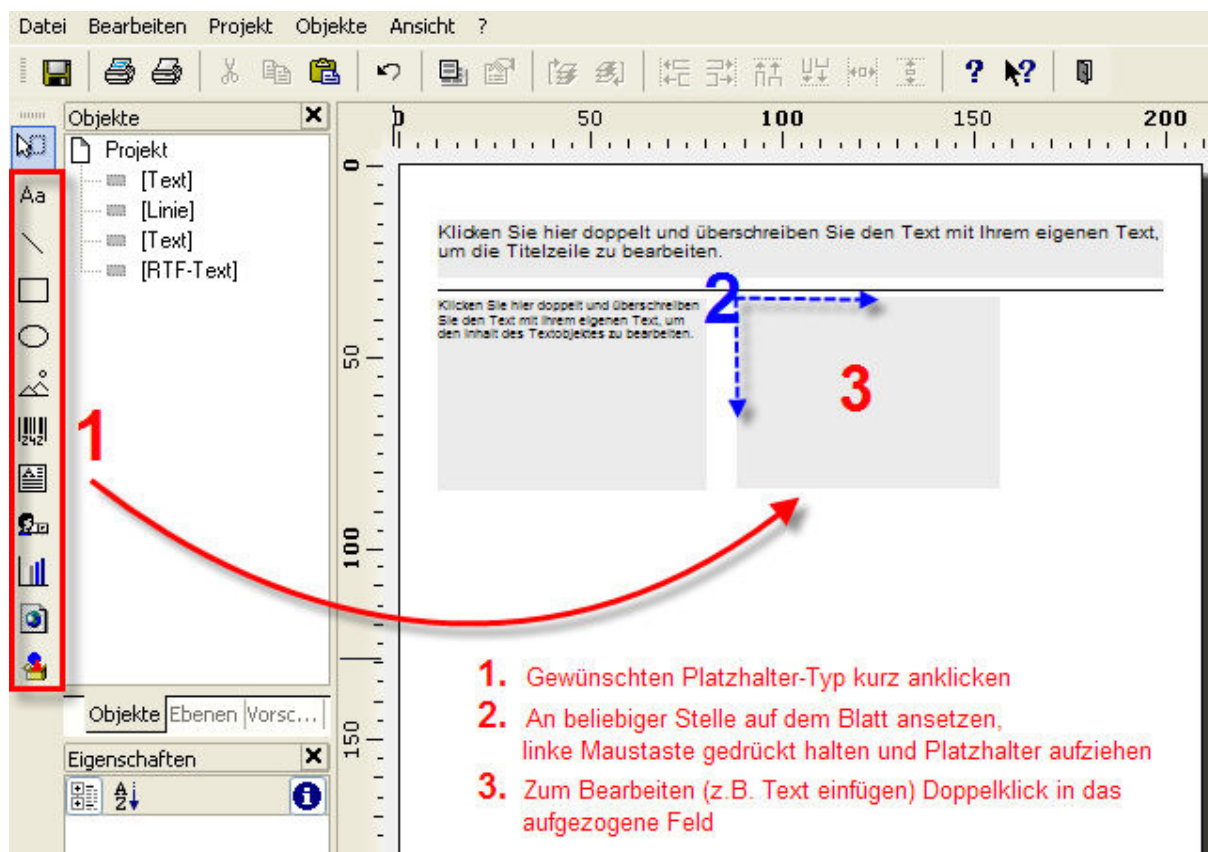 Datei Bearbeiten Projekt Objekte Ansicht ?
Objekte
0 50 100 150 200
Projekt
[Text]
[Linie]
[Text]
[RTF-Text]
Aa
242
0
50
100
150
Klicken Sie hier doppelt und überschreiben Sie den Text mit Ihrem eigenen Text,
um die Titelzeile zu bearbeiten.
Klicken Sie hier doppelt und überschreiben
Sie den Text mit Ihrem eigenen Text, um
den Inhalt des Textobjektes zu bearbeiten.
1
2
3
1. Gewünschten Platzhalter-Typ kurz anklicken
2. An beliebiger Stelle auf dem Blatt ansetzen,
linke Maustaste gedrückt halten und Platzhalter aufziehen
3. Zum Bearbeiten (z.B. Text einfügen) Doppelklick in das
aufgezogene Feld
Objekte Ebenen Vorsc...
Eigenschaften